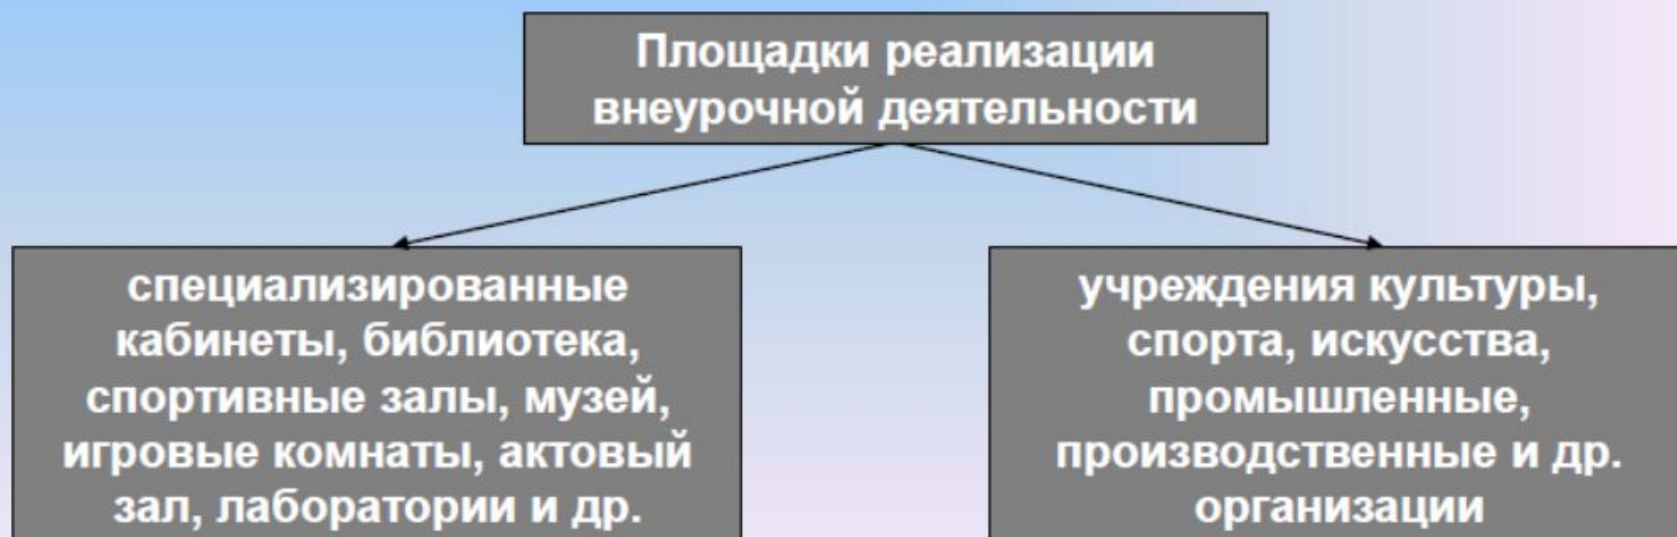 Площадки реализации
внеурочной деятельности
специализированные
кабинеты, библиотека,
спортивные залы, музей,
игровые комнаты, актовый
зал, лаборатории и др.
учреждения культуры,
спорта, искусства,
промышленные,
производственные и др.
организации